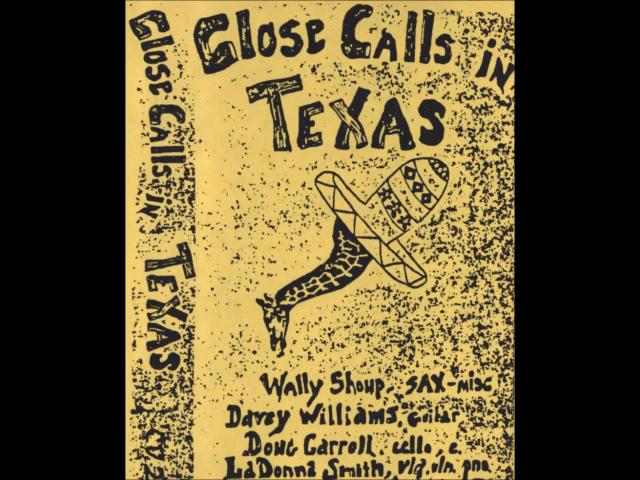 Close Calls in
Texas
Close Calls in Texas
Wally Shoup, SAX-misc
Davey Williams, guitar
Doug Carroll, cello, e.
LaDonna Smith, vla, vln, pno